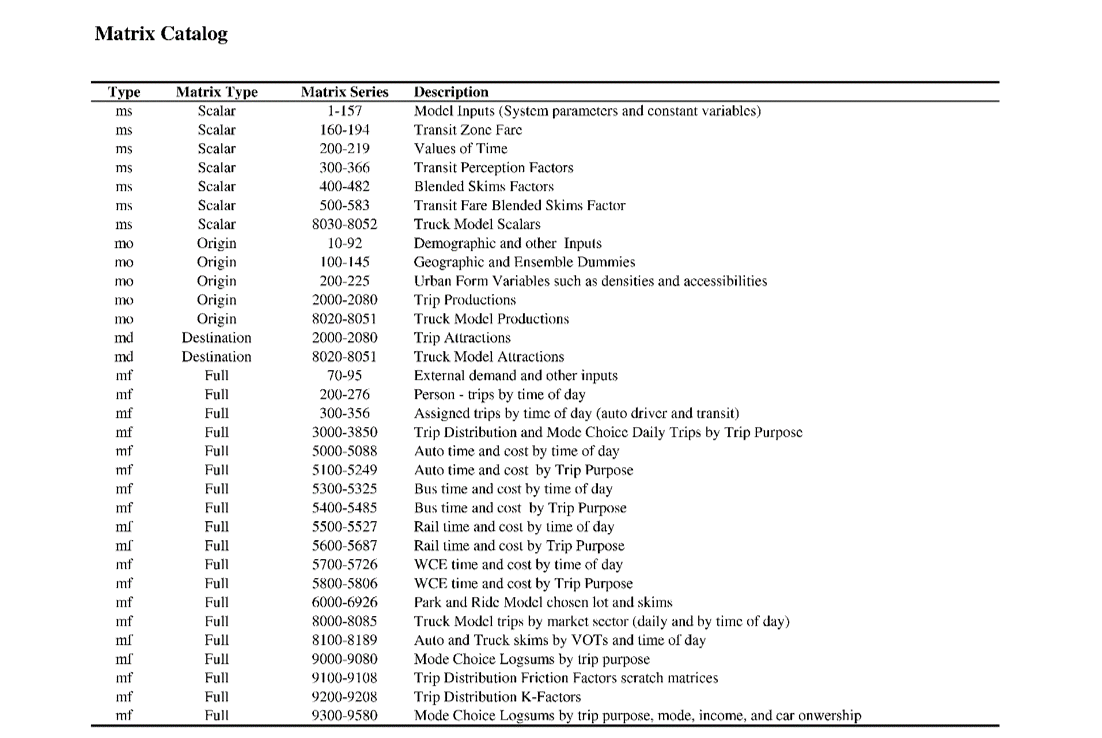 Matrix Catalog
Type Matrix Type Matrix Series Description
ms Scalar 1-157 Model Inputs (System parameters and constant variables)
ms Scalar 160-194 Transit Zone Fare
ms Scalar 200-219 Values of Time
ms Scalar 300-366 Transit Perception Factors
ms Scalar 400-482 Blended Skims Factors
ms Scalar 500-583 Transit Fare Blended Skims Factor
ms Scalar 8030-8052 Truck Model Scalars
mo Origin 10-92 Demographic and other Inputs
mo Origin 100-145 Geographic and Ensemble Dummies
mo Origin 200-225 Urban Form Variables such as densities and accessibilities
mo Origin 2000-2080 Trip Productions
mo Origin 8020-8051 Truck Model Productions
md Destination 2000-2080 Trip Attractions
md Destination 8020-8051 Truck Model Attractions
mf Full 70-95 External demand and other inputs
mf Full 200-276 Person - trips by time of day
mf Full 300-356 Assigned trips by time of day (auto driver and transit)
mf Full 3000-3850 Trip Distribution and Mode Choice Daily Trips by Trip Purpose
mf Full 5000-5088 Auto time and cost by time of day
mf Full 5100-5249 Auto time and cost by Trip Purpose
mf Full 5300-5325 Bus time and cost by time of day
mf Full 5400-5485 Bus time and cost by Trip Purpose
mf Full 5500-5527 Rail time and cost by time of day
mf Full 5600-5687 Rail time and cost by Trip Purpose
mf Full 5700-5726 WCE time and cost by time of day
mf Full 5800-5806 WCE time and cost by Trip Purpose
mf Full 6000-6926 Park and Ride Model chosen lot and skims
mf Full 8000-8085 Truck Model trips by market sector (daily and by time of day)
mf Full 8100-8189 Auto and Truck skims by VOTs and time of day
mf Full 9000-9080 Mode Choice Logsums by trip purpose
mf Full 9100-9108 Trip Distribution Friction Factors scratch matrices
mf Full 9200-9208 Trip Distribution K-Factors
mf Full 9300-9580 Mode Choice Logsums by trip purpose, mode, income, and car onwership